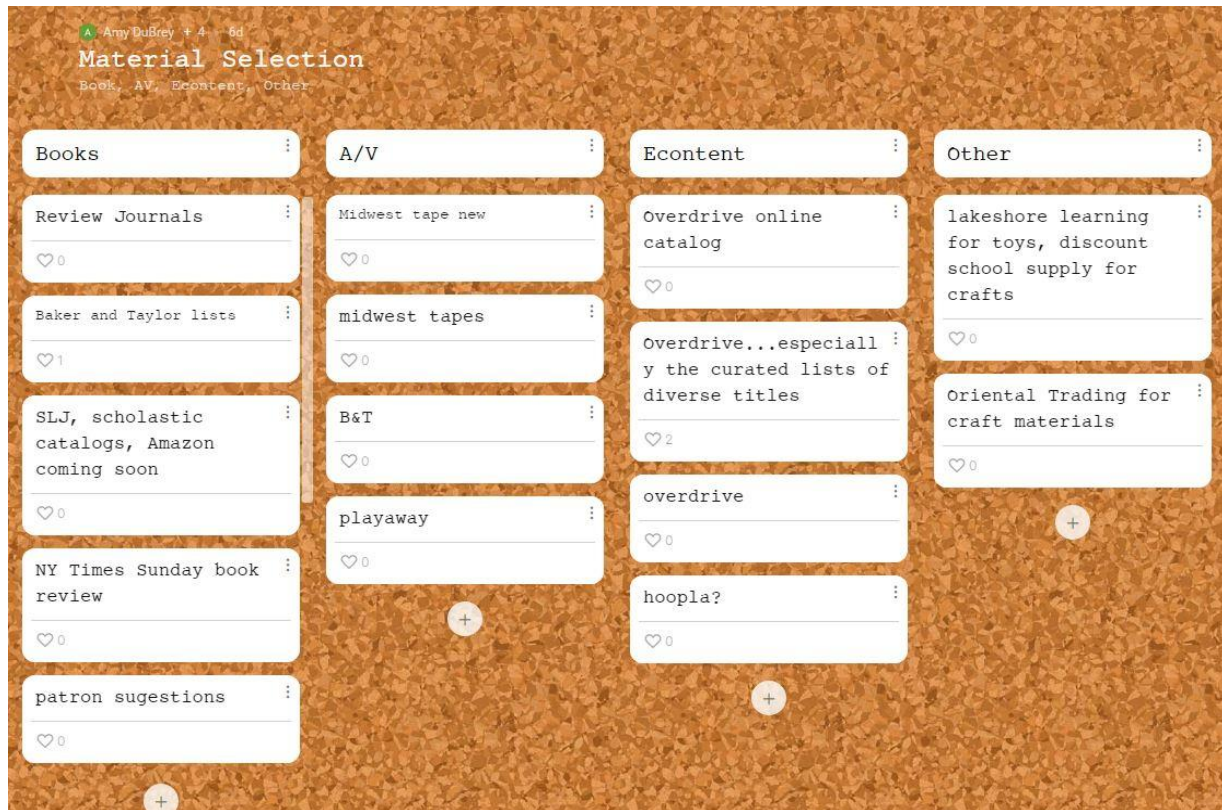 A Amy DuBrey + 4 6d
Material Selection
Book, AV, Econtent, Other
Books
Review Journals
0
Baker and Taylor lists
1
SLJ, scholastic
catalogs, Amazon
coming soon
0
NY Times Sunday book
review
0
patron sugestions
0
+
A/V
Midwest tape new
0
midwest tapes
0
B&T
0
playaway
0
+
Econtent
Overdrive online
catalog
0
Overdrive...especiall
y the curated lists of
diverse titles
2
overdrive
0
hoopla?
0
+
Other
lakeshore learning
for toys, discount
school supply for
crafts
0
Oriental Trading for
craft materials
0
+